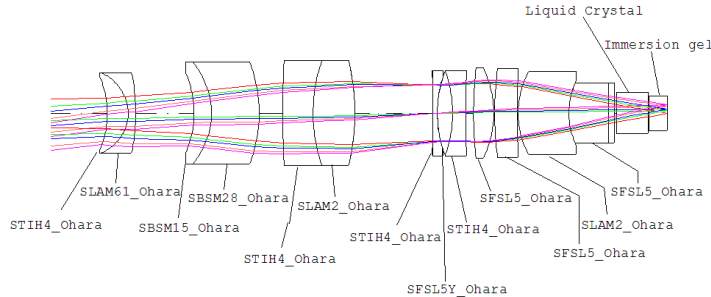 Liquid Crystal
Immersion gel
SLAM61_Ohara
SFSL5_Ohara
SFSL5_Ohara
STIH4_Ohara
SBSM28_Ohara
SLAM2_Ohara
SBSM15_Ohara
STIH4_Ohara
SLAM2_Ohara
STIH4_Ohara
SFSL5_Ohara
STIH4_Ohara
SFSL5Y_Ohara